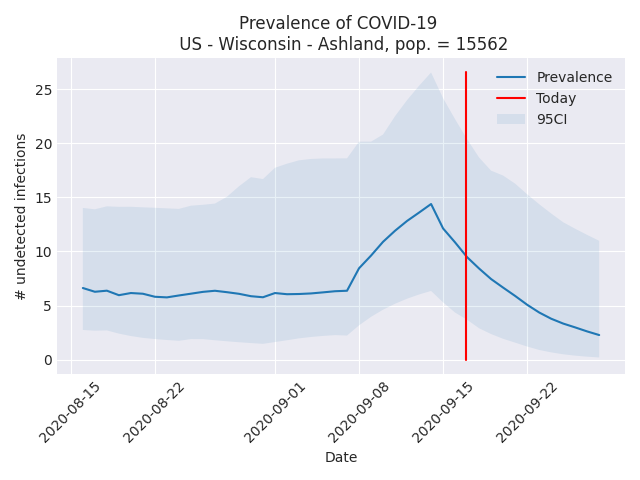 Prevalence of COVID-19
US - Wisconsin - Ashland, pop. = 15562
Prevalence
Today
95CI
# undetected infections
25
20
15
10
5
0
2020-08-15
2020-08-22
2020-09-01
2020-09-08
2020-09-15
2020-09-22
Date